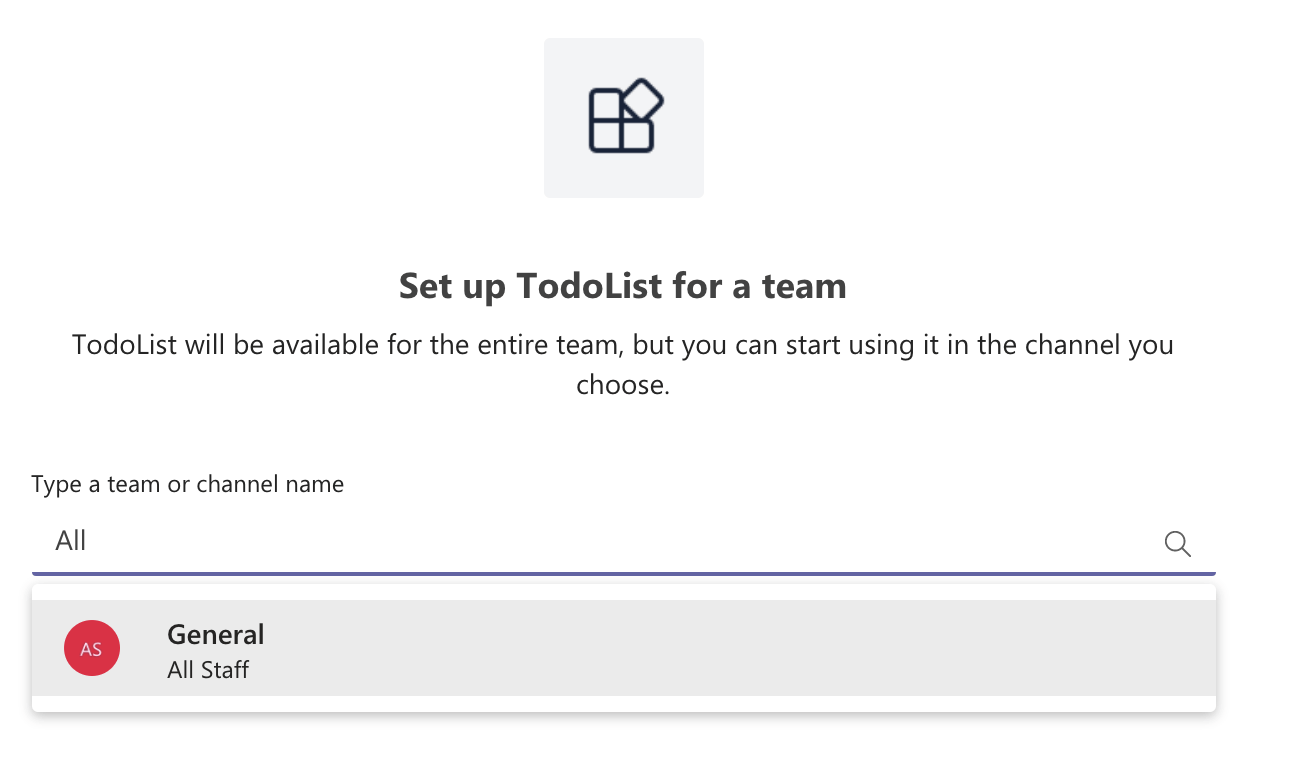 Set up TodoList for a team
TodoList will be available for the entire team, but you can start using it in the channel you
choose.
Type a team or channel name
All
AS
General
All Staff